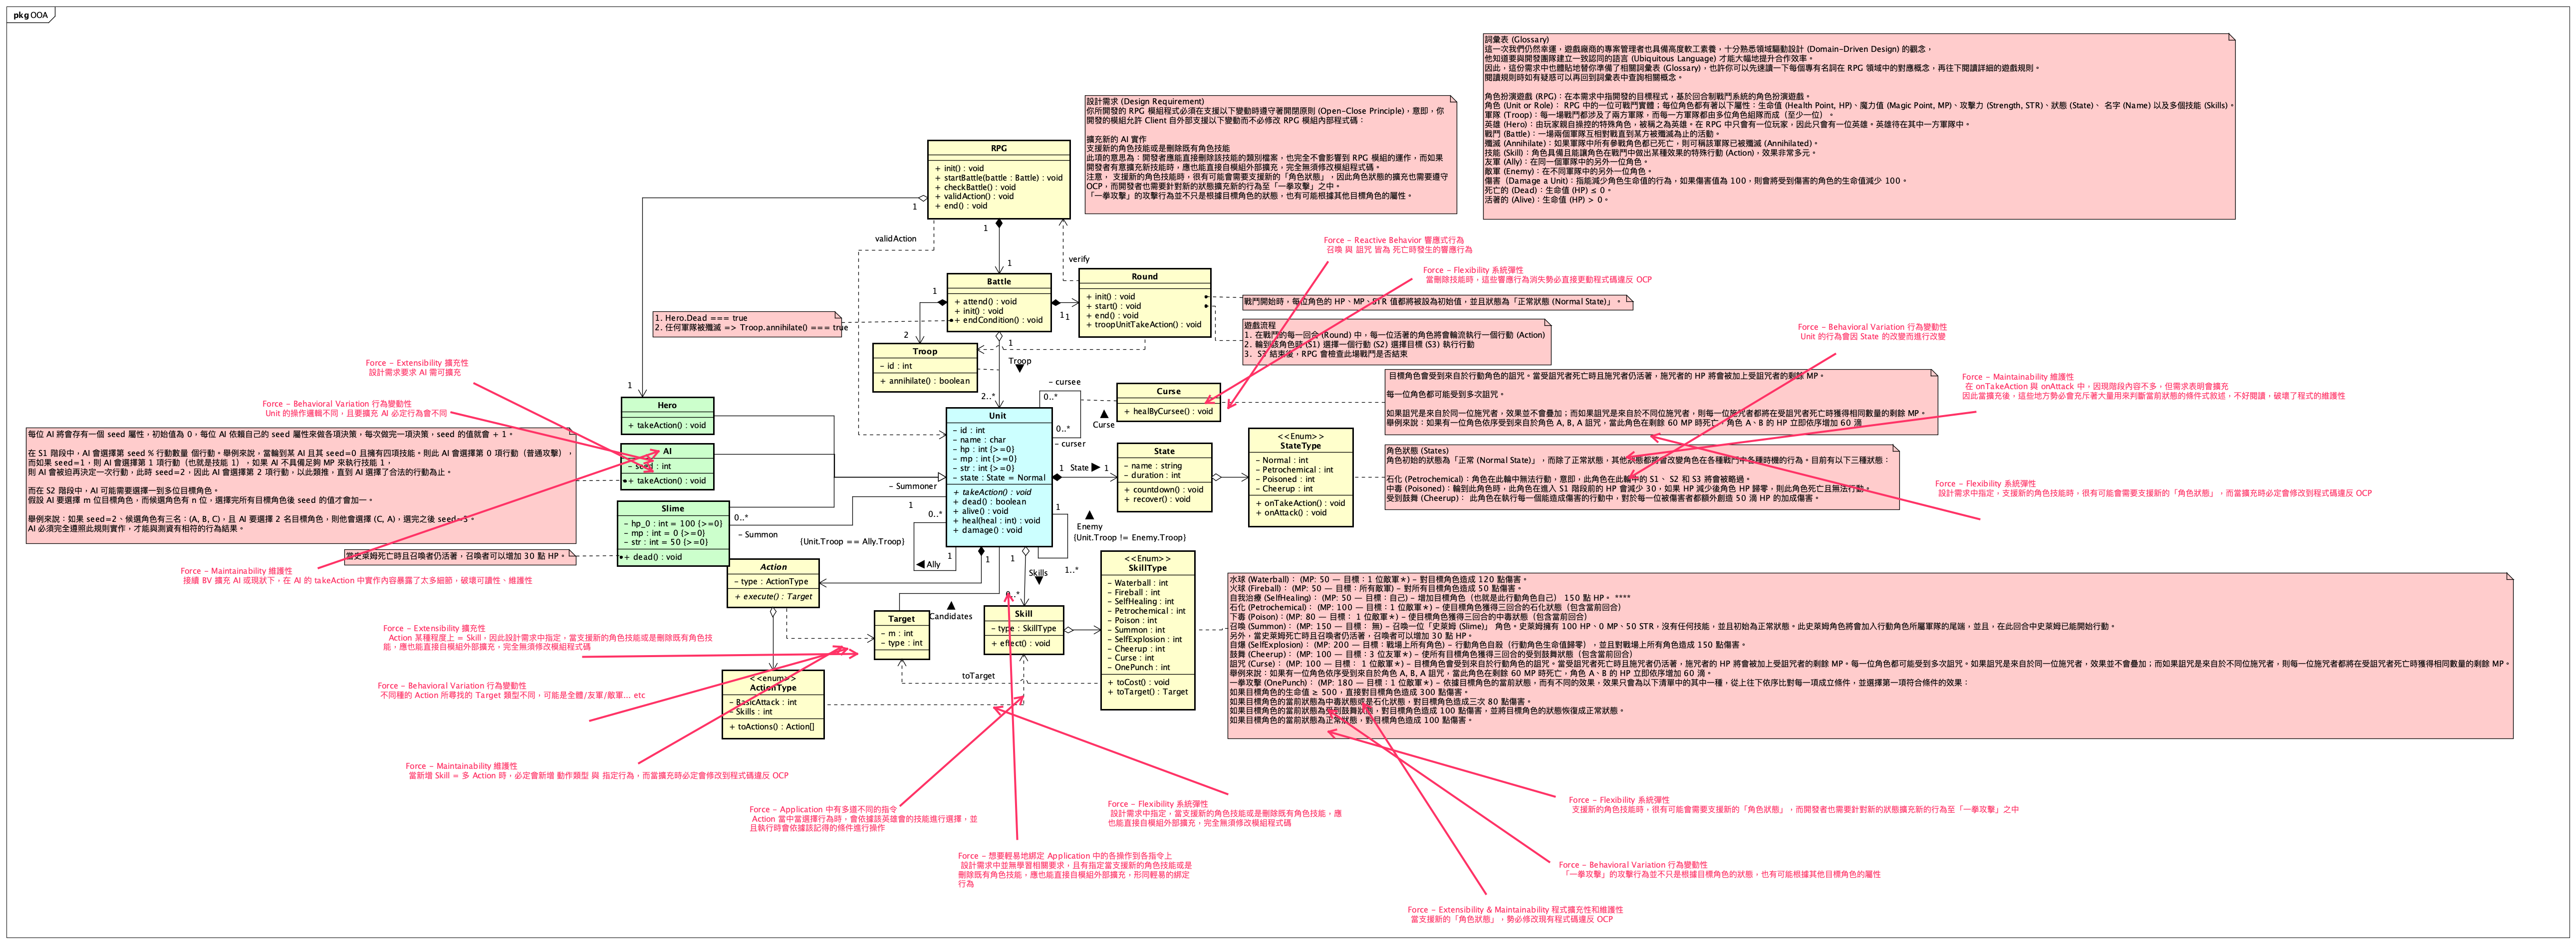 pkg OOA
詞彙表 (Glossary)
這一次我們仍然幸運，遊戲廠商的專案管理者也具備高度軟工素養，十分熟悉領域驅動設計 (Domain-Driven Design) 的觀念，
他知道要與開發團隊建立一致認同的語言 (Ubiquitous Language) 才能大幅地提升合作效率。
因此，這份需求中也體貼地替你準備了相關詞彙表 (Glossary)，也許你可以先速讀一下每個專有名詞在 RPG 領域中的對應概念，再往下閱讀詳細的遊戲規則。
閱讀規則時如有疑惑可以再回到詞彙表中查詢相關概念。
角色扮演遊戲 (RPG)：在本需求中指開發的目標程式，基於回合制戰鬥系統的角色扮演遊戲。
角色 (Unit or Role)： RPG 中的一位可戰鬥實體；每位角色都有著以下屬性：生命值 (Health Point, HP)、魔力值 (Magic Point, MP)、攻擊力 (Strength, STR)、狀態 (State)、 名字 (Name) 以及多個技能 (Skills)。
軍隊 (Troop)：每一場戰鬥都涉及了兩方軍隊，而每一方軍隊都由多位角色組隊而成（至少一位）。
英雄 (Hero)：由玩家親自操控的特殊角色，被稱之為英雄。在 RPG 中只會有一位玩家，因此只會有一位英雄。英雄待在其中一方軍隊中。
戰鬥 (Battle)：一場兩個軍隊互相對戰直到某方被殲滅為止的活動。
殲滅 (Annihilate)：如果軍隊中所有參戰角色都已死亡，則可稱該軍隊已被殲滅 (Annihilated)。
技能 (Skill)：角色具備且能讓角色在戰鬥中做出某種效果的特殊行動 (Action)，效果非常多元。
友軍 (Ally)：在同一個軍隊中的另外一位角色。
敵軍 (Enemy)：在不同軍隊中的另外一位角色。
傷害（Damage a Unit)：指能減少角色生命值的行為，如果傷害值為 100，則會將受到傷害的角色的生命值減少 100。
死亡的 (Dead)：生命值 (HP) ≤ 0。
活著的 (Alive)：生命值 (HP) > 0。
設計需求 (Design Requirement)
你所開發的 RPG 模組程式必須在支援以下變動時遵守著開閉原則 (Open-Close Principle)，意即，你
開發的模組允許 Client 自外部支援以下變動而不必修改 RPG 模組內部程式碼：
擴充新的 AI 實作
支援新的角色技能或是刪除既有角色技能
此項的意思為：開發者應能直接刪除該技能的類別檔案，也完全不會影響到 RPG 模組的運作，而如果
開發者有意擴充新技能時，應也能直接自模組外部擴充，完全無須修改模組程式碼。
注意， 支援新的角色技能時，很有可能會需要支援新的「角色狀態」，因此角色狀態的擴充也需要遵守
OCP，而開發者也需要針對新的狀態擴充新的行為至「一拳攻擊」之中。
「一拳攻擊」的攻擊行為並不只是根據目標角色的狀態，也有可能根據其他目標角色的屬性。
RPG
+ init() : void
+ startBattle(battle : Battle) : void
+ checkBattle() : void
+ validAction() : void
+ end() : void
1
1
validAction
verify
1
1
Battle
+ attend() : void
+ init() : void
+ endCondition() : void
1
1
1
2
Round
+ init() : void
+ start() : void
+ end() : void
+ troopUnitTakeAction() : void
1. Hero.Dead === true
2. 任何軍隊被殲滅 => Troop.annihilate() === true
戰鬥開始時，每位角色的 HP、MP、STR 值都將被設為初始值，並且狀態為「正常狀態 (Normal State)」。
遊戲流程
1. 在戰鬥的每一回合 (Round) 中，每一位活著的角色將會輪流執行一個行動 (Action)
2. 輪到該角色時 (S1) 選擇一個行動 (S2) 選擇目標 (S3) 執行行動
3. S3 結束後，RPG 會檢查此場戰鬥是否結束
Troop
- id : int
+ annihilate() : boolean
1
Troop
2..*
Force - Reactive Behavior 響應式行為
召喚 與 詛咒 皆為 死亡時發生的響應行為
Force - Flexibility 系統彈性
當刪除技能時，這些響應行為消失勢必直接更動程式碼違反 OCP
Force - Behavioral Variation 行為變動性
Unit 的行為會因 State 的改變而進行改變
Force - Maintainability 維護性
在 onTakeAction 與 onAttack 中，因現階段內容不多，但需求表明會擴充
因此當擴充後，這些地方勢必會充斥著大量用來判斷當前狀態的條件式敘述，不好閱讀，破壞了程式的維護性
Force - Extensibility 擴充性
設計需求要求 AI 需可擴充
Force - Behavioral Variation 行為變動性
Unit 的操作邏輯不同，且要擴充 AI 必定行為會不同
Hero
+ takeAction() : void
AI
- seed : int
+ takeAction() : void
Slime
- hp_0 : int = 100 {>=0}
- mp : int = 0 {>=0}
- str : int = 50 {>=0}
+ dead() : void
每位 AI 將會存有一個 seed 屬性，初始值為 0，每位 AI 依賴自己的 seed 屬性來做各項決策，每次做完一項決策，seed 的值就會 + 1。
在 S1 階段中，AI 會選擇第 seed % 行動數量 個行動。舉例來說，當輪到某 AI 且其 seed=0 且擁有四項技能。則此 AI 會選擇第 0 項行動（普通攻擊），
而如果 seed=1，則 AI 會選擇第 1 項行動（也就是技能 1），如果 AI 不具備足夠 MP 來執行技能 1，
則 AI 會被迫再決定一次行動，此時 seed=2，因此 AI 會選擇第 2 項行動，以此類推，直到 AI 選擇了合法的行動為止。
而在 S2 階段中，AI 可能需要選擇一到多位目標角色。
假設 AI 要選擇 m 位目標角色，而候選角色有 n 位，選擇完所有目標角色後 seed 的值才會加一。
舉例來說：如果 seed=2、候選角色有三名：(A, B, C)，且 AI 要選擇 2 名目標角色，則他會選擇 (C, A)，選完之後 seed=3。
AI 必須完全遵照此規則實作，才能與測資有相符的行為結果。
當史萊姆死亡時且召喚者仍活著，召喚者可以增加 30 點 HP。
Force - Maintainability 維護性
接續 BV 擴充 AI 或現狀下，在 AI 的 takeAction 中實作內容暴露了太多細節，破壞可讀性、維護性
Unit
- id : int
- name : char
- hp : int {>=0}
- mp : int {>=0}
- str : int {>=0}
- state : State = Normal
+ takeAction() : void
+ dead() : boolean
+ alive() : void
+ heal(heal : int) : void
+ damage() : void
- cursee
0..*
0..*
- curser
Curse
Curse
+ healByCursee() : void
目標角色會受到來自於行動角色的詛咒。當受詛咒者死亡時且施咒者仍活著，施咒者的 HP 將會被加上受詛咒者的剩餘 MP。
每一位角色都可能受到多次詛咒。
如果詛咒是來自於同一位施咒者，效果並不會疊加；而如果詛咒是來自於不同位施咒者，則每一位施咒者都將在受詛咒者死亡時獲得相同數量的剩餘 MP。
舉例來說：如果有一位角色依序受到來自於角色 A, B, A 詛咒，當此角色在剩餘 60 MP 時死亡，角色 A、B 的 HP 立即依序增加 60 滴
1
State
1
State
- name : string
- duration : int
+ countdown() : void
+ recover() : void
<<Enum>>
StateType
- Normal : int
- Petrochemical : int
- Poisoned : int
- Cheerup : int
+ onTakeAction() : void
+ onAttack() : void
角色狀態 (States)
角色初始的狀態為「正常 (Normal State)」，而除了正常狀態，其他狀態都將會改變角色在各種戰鬥中各種時機的行為。目前有以下三種狀態：
石化 (Petrochemical)：角色在此輪中無法行動，意即，此角色在此輪中的 S1、 S2 和 S3 將會被略過。
中毒 (Poisoned)：輪到此角色時，此角色在進入 S1 階段前的 HP 會減少 30，如果 HP 減少後角色 HP 歸零，則此角色死亡且無法行動。
受到鼓舞 (Cheerup)： 此角色在執行每一個能造成傷害的行動中，對於每一位被傷害者都額外創造 50 滴 HP 的加成傷害。
Force - Flexibility 系統彈性
設計需求中指定，支援新的角色技能時，很有可能會需要支援新的「角色狀態」，而當擴充時必定會修改到程式碼違反 OCP
- Summoner
1
0..*
- Summon
0..*
1
Ally
{Unit.Troop == Ally.Troop}
1
Enemy
{Unit.Troop != Enemy.Troop}
1..*
1
1
Skills
0..*
Candidates
Action
- type : ActionType
+ execute() : Target
Target
- m : int
- type : int
Skill
- type : SkillType
+ effect() : void
<<Enum>>
SkillType
- Waterball : int
- Fireball : int
- SelfHealing : int
- Petrochemical : int
- Poison : int
- Summon : int
- SelfExplosion : int
- Cheerup : int
- Curse : int
- OnePunch : int
+ toCost() : void
+ toTarget() : Target
toTarget
<<enum>>
ActionType
- BasicAttack : int
- Skills : int
+ toActions() : Action[]
水球 (Waterball)： (MP: 50 — 目標：1 位敵軍*) – 對目標角色造成 120 點傷害。
火球 (Fireball)： (MP: 50 — 目標：所有敵軍) – 對所有目標角色造成 50 點傷害。
自我治療 (SelfHealing)： (MP: 50 — 目標：自己) – 增加目標角色（也就是此行動角色自己） 150 點 HP。 ****
石化 (Petrochemical)： (MP: 100 — 目標：1 位敵軍*) – 使目標角色獲得三回合的石化狀態（包含當前回合）
下毒 (Poison)：(MP: 80 — 目標： 1 位敵軍*) – 使目標角色獲得三回合的中毒狀態（包含當前回合）
召喚 (Summon)： (MP: 150 — 目標： 無) – 召喚一位「史萊姆 (Slime)」 角色。史萊姆擁有 100 HP、0 MP、50 STR，沒有任何技能，並且初始為正常狀態。此史萊姆角色將會加入行動角色所屬軍隊的尾端，並且，在此回合中史萊姆已能開始行動。
另外，當史萊姆死亡時且召喚者仍活著，召喚者可以增加 30 點 HP。
自爆 (SelfExplosion)： (MP: 200 — 目標：戰場上所有角色) – 行動角色自殺（行動角色生命值歸零），並且對戰場上所有角色造成 150 點傷害。
鼓舞 (Cheerup)： (MP: 100 — 目標：3 位友軍*) – 使所有目標角色獲得三回合的受到鼓舞狀態（包含當前回合）
詛咒 (Curse)： (MP: 100 — 目標： 1 位敵軍*) – 目標角色會受到來自於行動角色的詛咒。當受詛咒者死亡時且施咒者仍活著，施咒者的 HP 將會被加上受詛咒者的剩餘 MP。每一位角色都可能受到多次詛咒。如果詛咒是來自於同一位施咒者，效果並不會疊加；而如果詛咒是來自於不同位施咒者，則每一位施咒者都將在受詛咒者死亡時獲得相同數量的剩餘 MP。
舉例來說：如果有一位角色依序受到來自於角色 A, B, A 詛咒，當此角色在剩餘 60 MP 時死亡，角色 A、B 的 HP 立即依序增加 60 滴。
一拳攻擊 (OnePunch)： (MP: 180 — 目標：1 位敵軍*) – 依據目標角色的當前狀態，而有不同的效果，效果只會為以下清單中的其中一種，從上往下依序比對每一項成立條件，並選擇第一項符合條件的效果：
如果目標角色的生命值 ≥ 500，直接對目標角色造成 300 點傷害。
如果目標角色的當前狀態為中毒狀態或是石化狀態，對目標角色造成三次 80 點傷害。
如果目標角色的當前狀態為受到鼓舞狀態，對目標角色造成 100 點傷害，並將目標角色的狀態恢復成正常狀態。
如果目標角色的當前狀態為正常狀態，對目標角色造成 100 點傷害。
Force - Extensibility 擴充性
Action 某種程度上 = Skill，因此設計需求中指定，當支援新的角色技能或是刪除既有角色技
能，應也能直接自模組外部擴充，完全無須修改模組程式碼
Force - Behavioral Variation 行為變動性
不同種的 Action 所尋找的 Target 類型不同，可能是全體/友軍/敵軍... etc
Force - Maintainability 維護性
當新增 Skill = 多 Action 時，必定會新增 動作類型 與 指定行為，而當擴充時必定會修改到程式碼違反 OCP
Force - Application 中有多道不同的指令
Action 當中當選擇行為時，會依據該英雄會的技能進行選擇，並
且執行時會依據該記得的條件進行操作
Force - 想要輕易地綁定 Application 中的各操作到各指令上
設計需求中並無學習相關要求，且有指定當支援新的角色技能或是
刪除既有角色技能，應也能直接自模組外部擴充，形同輕易的綁定
行為
Force - Flexibility 系統彈性
設計需求中指定，當支援新的角色技能或是刪除既有角色技能，應
也能直接自模組外部擴充，完全無須修改模組程式碼
Force - Flexibility 系統彈性
支援新的角色技能時，很有可能會需要支援新的「角色狀態」，而開發者也需要針對新的狀態擴充新的行為至「一拳攻擊」之中
Force - Behavioral Variation 行為變動性
「一拳攻擊」的攻擊行為並不只是根據目標角色的狀態，也有可能根據其他目標角色的屬性
Force - Extensibility & Maintainability 程式擴充性和維護性
當支援新的「角色狀態」，勢必修改現有程式碼違反 OCP